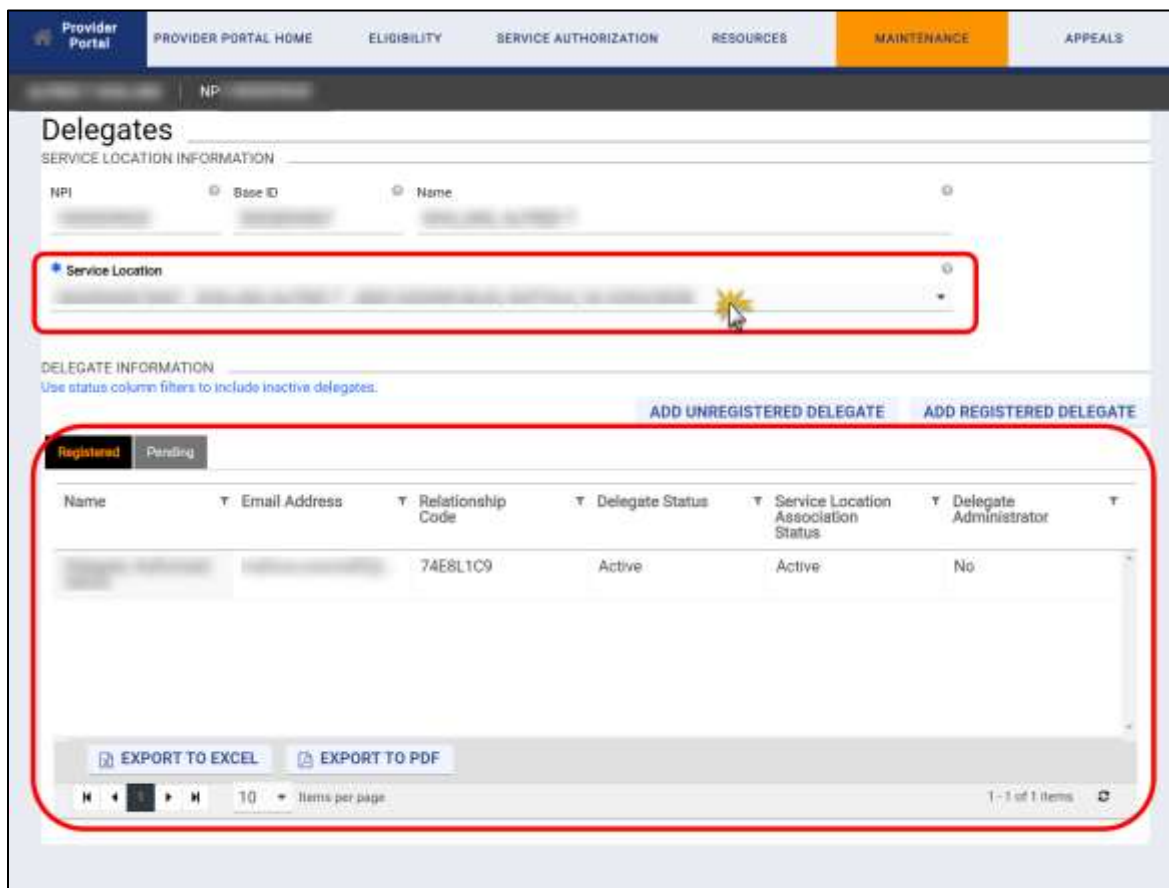 Provider Portal
PROVIDER PORTAL HOME
ELIGIBILITY
SERVICE AUTHORIZATION
RESOURCES
MAINTENANCE
APPEALS
NP
Delegates
SERVICE LOCATION INFORMATION
NPI
Base ID
Name
* Service Location
DELEGATE INFORMATION
Use status column filters to include inactive delegates.
ADD UNREGISTERED DELEGATE
ADD REGISTERED DELEGATE
Registered
Pending
Name
Email Address
Relationship Code
Delegate Status
Service Location Association Status
Delegate Administrator
74E8L1C9
Active
Active
No
EXPORT TO EXCEL
EXPORT TO PDF
1
10
Items per page
1 - 1 of 1 items